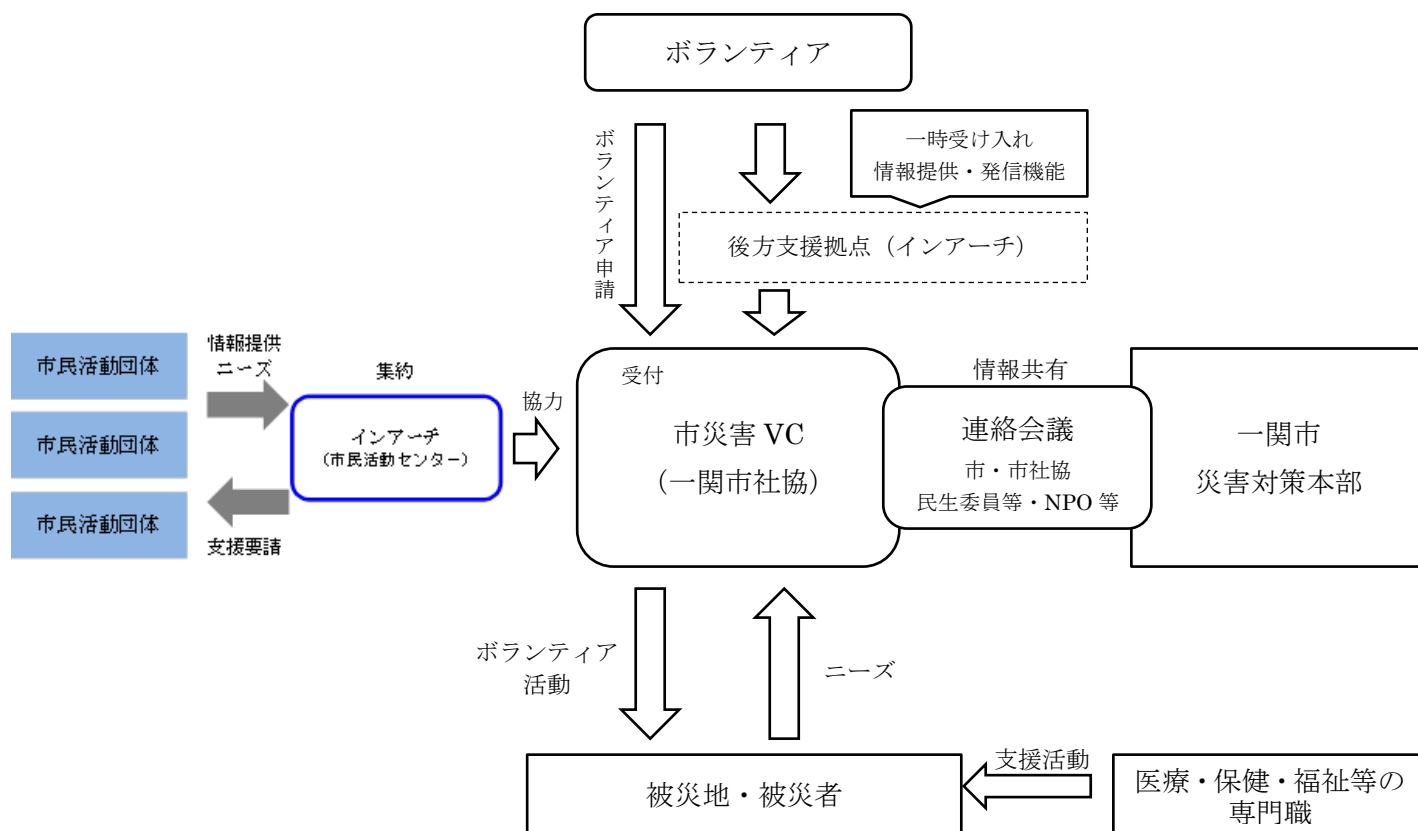 ボランティア
ボランティア申請
一時受け入れ
情報提供・発信機能
後方支援拠点（インアーチ）
市民活動団体
市民活動団体
市民活動団体
情報提供
ニーズ
支援要請
集約
インアーチ
（市民活動センター）
協力
受付
市災害 VC
（一関市社協）
情報共有
連絡会議
市・市社協
民生委員等・NPO 等
一関市
災害対策本部
ボランティア
活動
ニーズ
被災地・被災者
支援活動
医療・保健・福祉等の
専門職